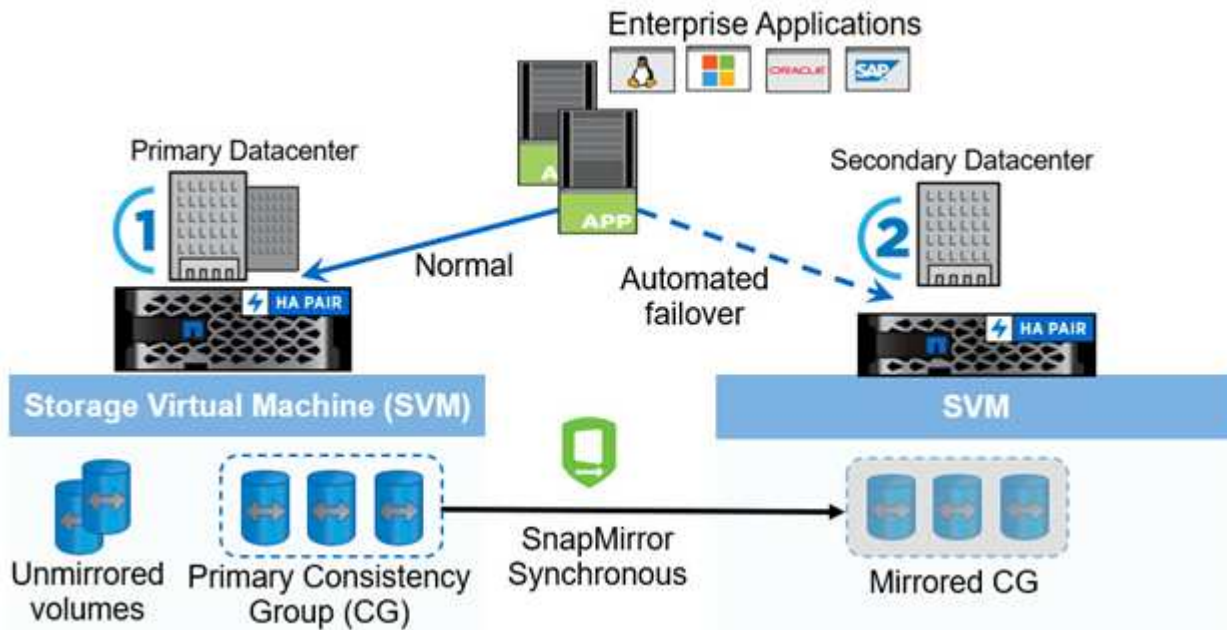 Enterprise Applications
ORACLE
SAP
Primary Datacenter
Secondary Datacenter
1
APP
2
Normal
Automated
failover
HA PAIR
HA PAIR
Storage Virtual Machine (SVM)
SVM
Unmirrored
volumes
Primary Consistency
Group (CG)
SnapMirror
Synchronous
Mirrored CG